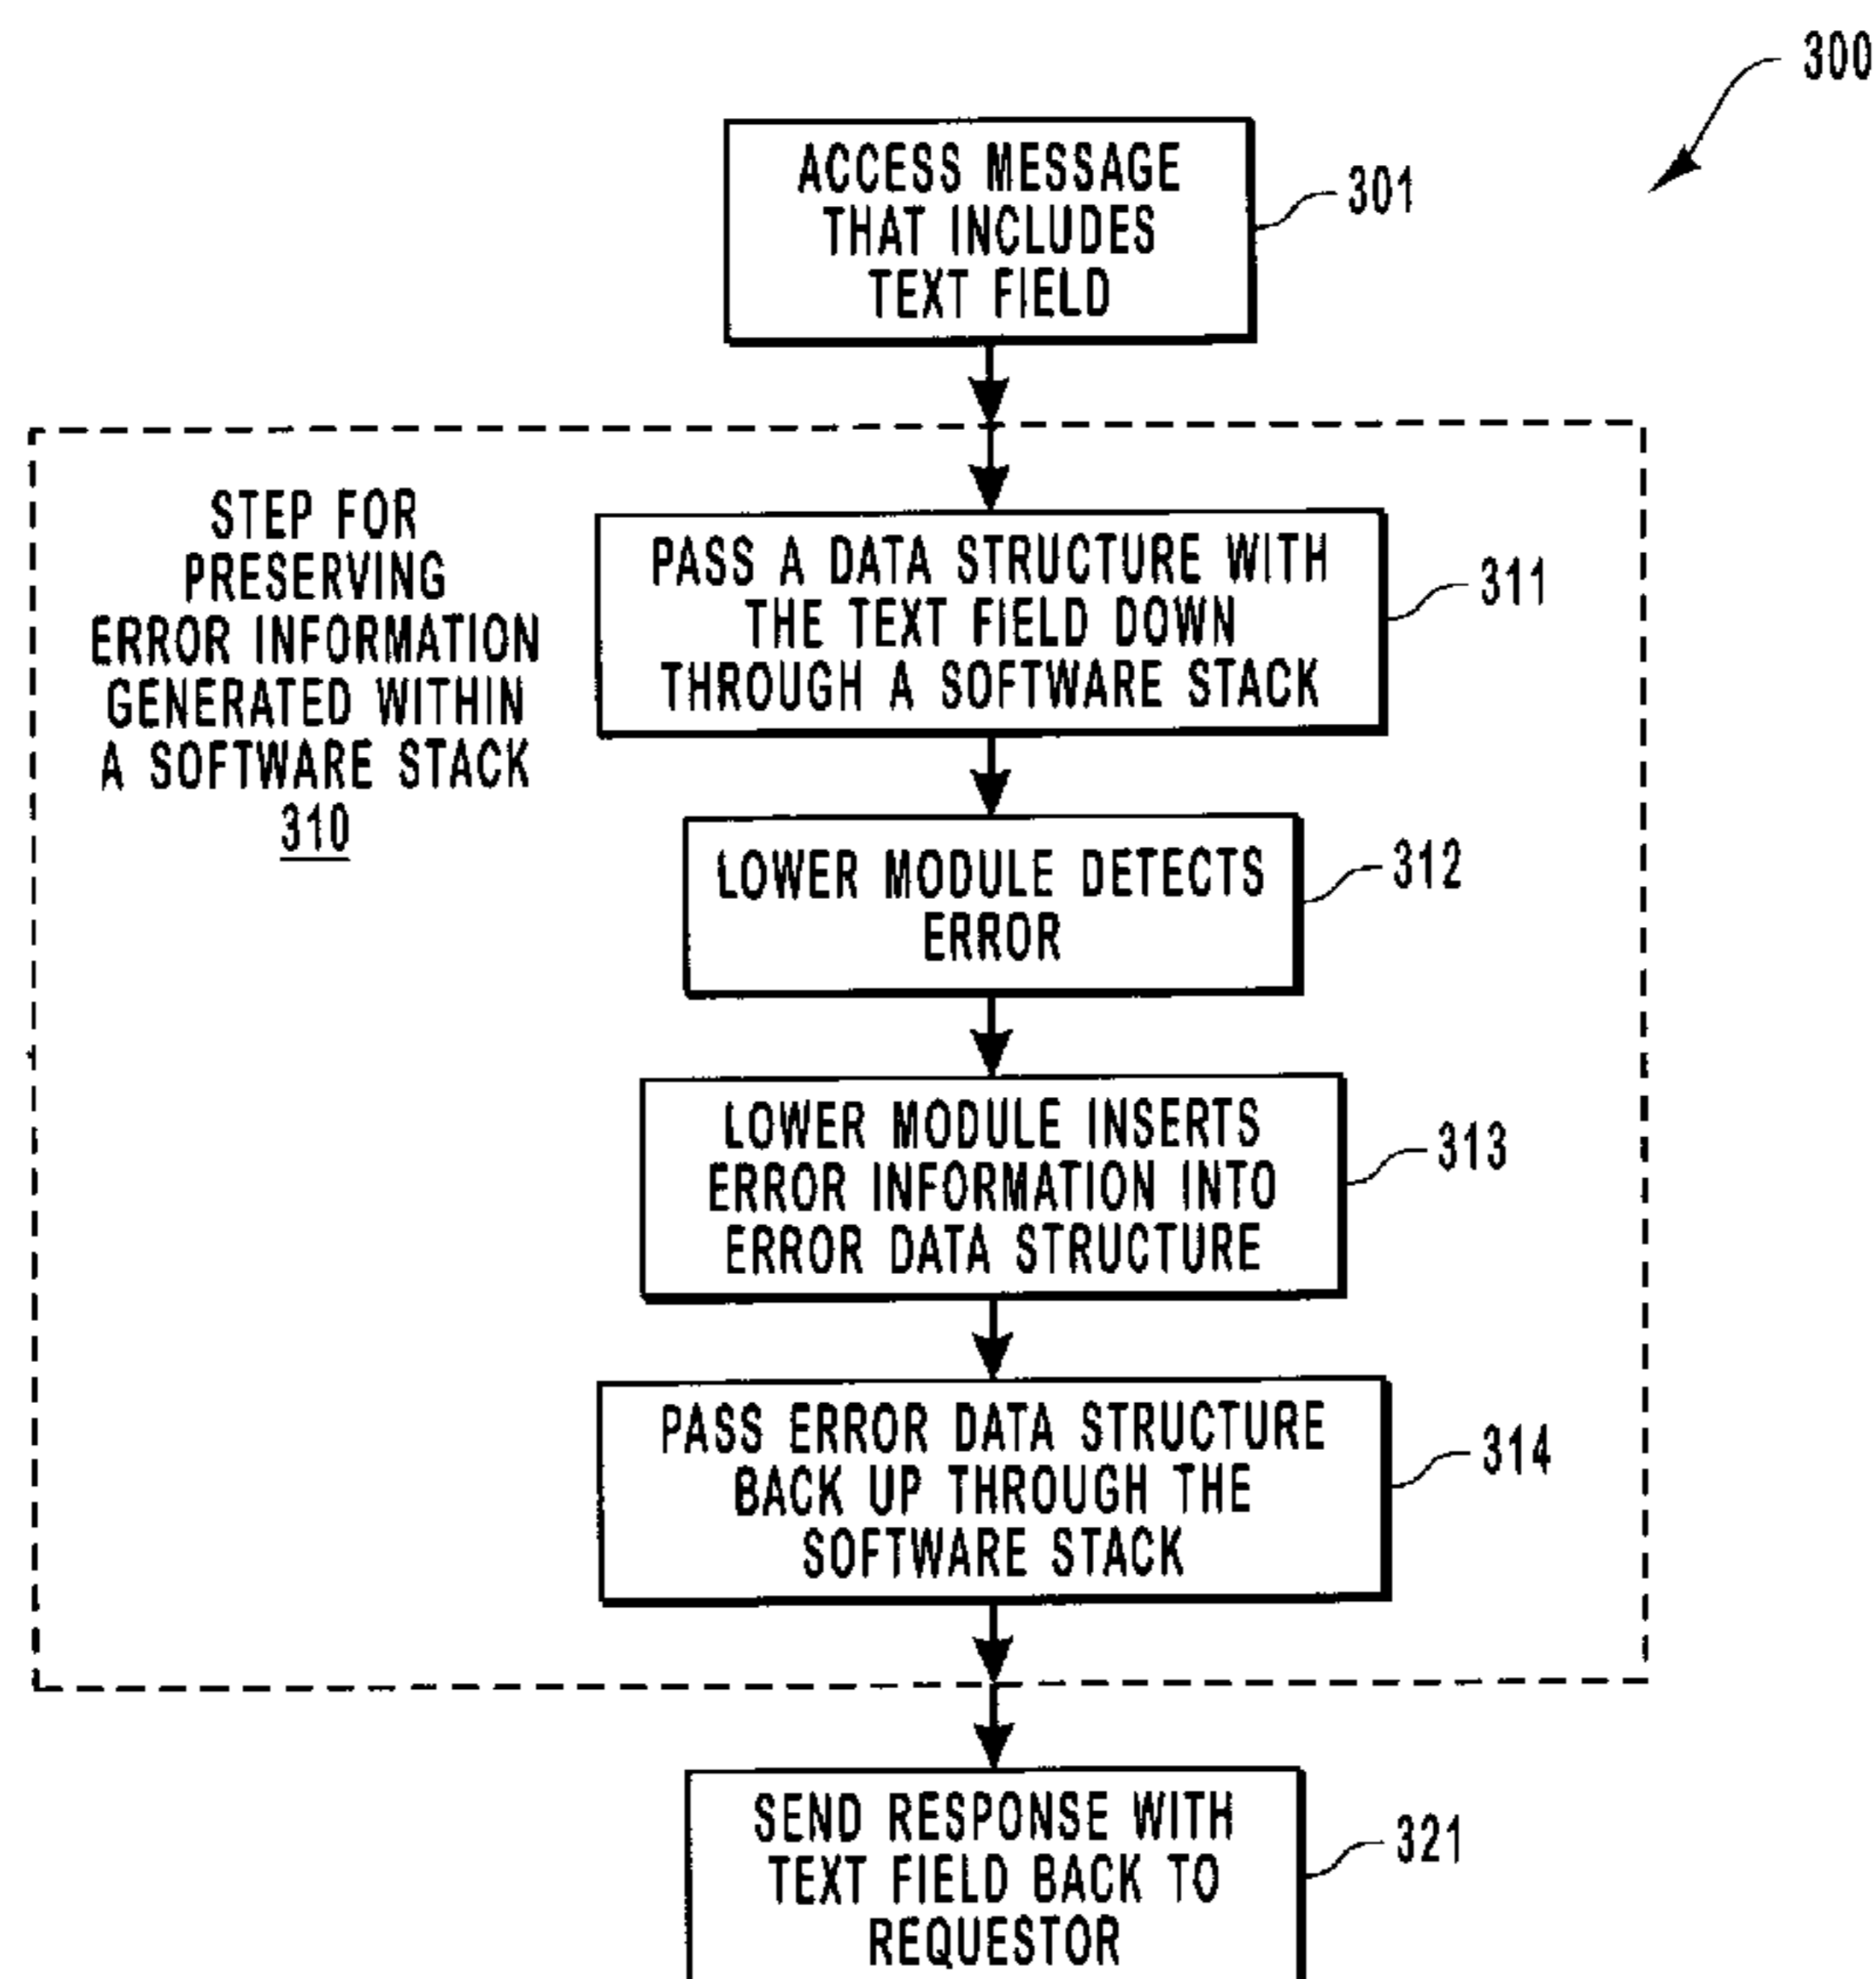 300
ACCESS MESSAGE
THAT INCLUDES
TEXT FIELD
301
STEP FOR
PRESERVING
ERROR INFORMATION
GENERATED WITHIN
A SOFTWARE STACK
310
PASS A DATA STRUCTURE WITH
THE TEXT FIELD DOWN
THROUGH A SOFTWARE STACK
311
LOWER MODULE DETECTS
ERROR
312
LOWER MODULE INSERTS
ERROR INFORMATION INTO
ERROR DATA STRUCTURE
313
PASS ERROR DATA STRUCTURE
BACK UP THROUGH THE
SOFTWARE STACK
314
SEND RESPONSE WITH
TEXT FIELD BACK TO
REQUESTOR
321